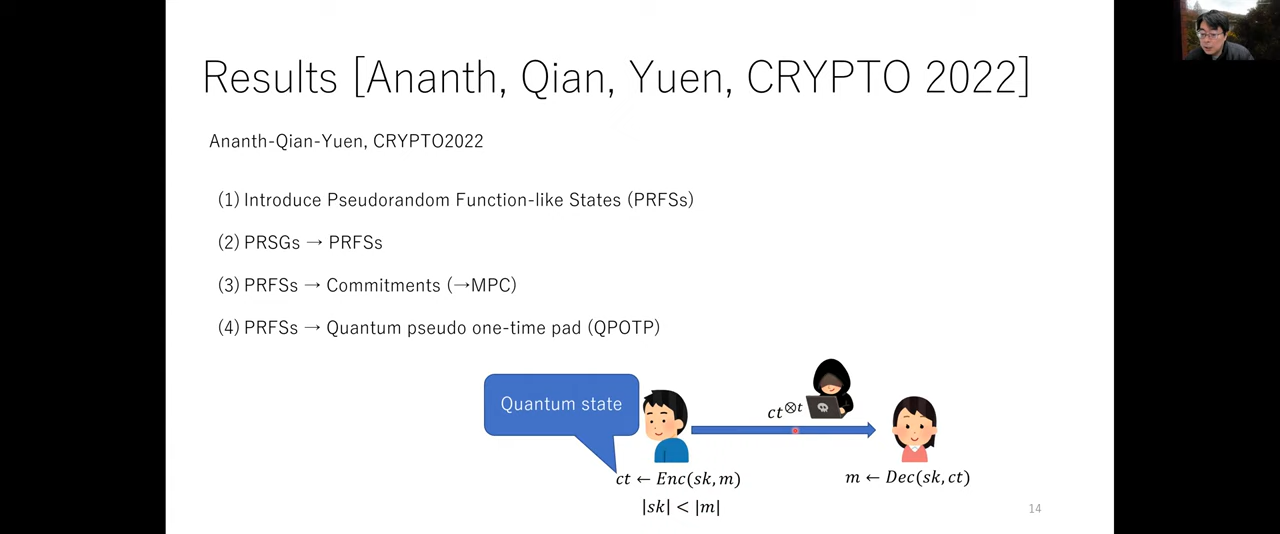 Results [Ananth, Qian, Yuen, CRYPTO 2022]
Ananth-Qian-Yuen, CRYPTO2022
(1) Introduce Pseudorandom Function-like States (PRFSs)
(2) PRSGs → PRFSs
(3) PRFSs → Commitments (→MPC)
(4) PRFSs → Quantum pseudo one-time pad (QPOTP)
Quantum state
ct⊗t
ct ← Enc(sk, m)
m ← Dec(sk, ct)
|sk| < |m|
14